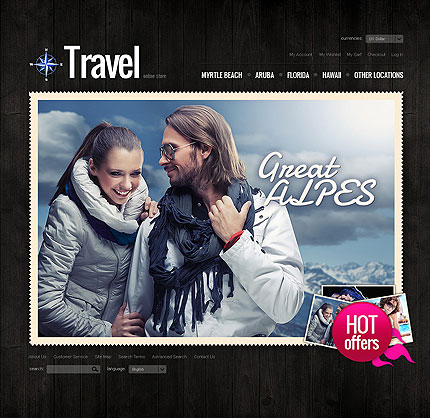 currencies: US Dollar
My Account My Wishlist My Cart Checkout Log In
Travel
online store
MYRTLE BEACH ARUBA FLORIDA HAWAII OTHER LOCATIONS
Great
ALPES
HOT
offers
About Us Customer Service Site Map Search Terms Advanced Search Contact Us
search: language: English